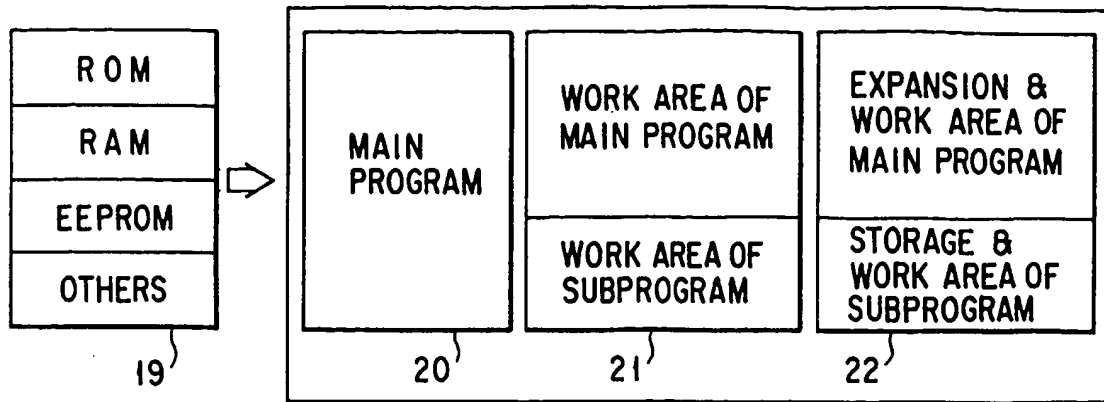 ROM
RAM
EEPROM
OTHERS
19
MAIN
PROGRAM
20
WORK AREA OF
MAIN PROGRAM
WORK AREA OF
SUBPROGRAM
21
EXPANSION &
WORK AREA OF
MAIN PROGRAM
STORAGE &
WORK AREA OF
SUBPROGRAM
22